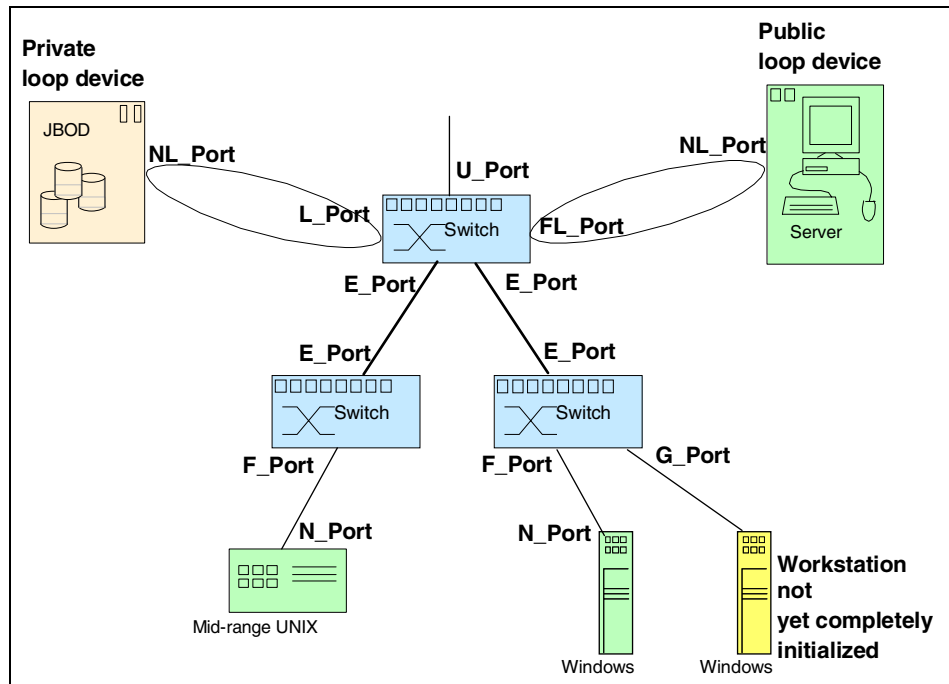 Private
loop device
Public
loop device
JBOD
NL_Port
NL_Port
U_Port
L_Port
Switch
FL_Port
Server
E_Port
E_Port
E_Port
E_Port
Switch
Switch
F_Port
F_Port
G_Port
N_Port
N_Port
Workstation
not
yet completely
initialized
Mid-range UNIX
Windows
Windows